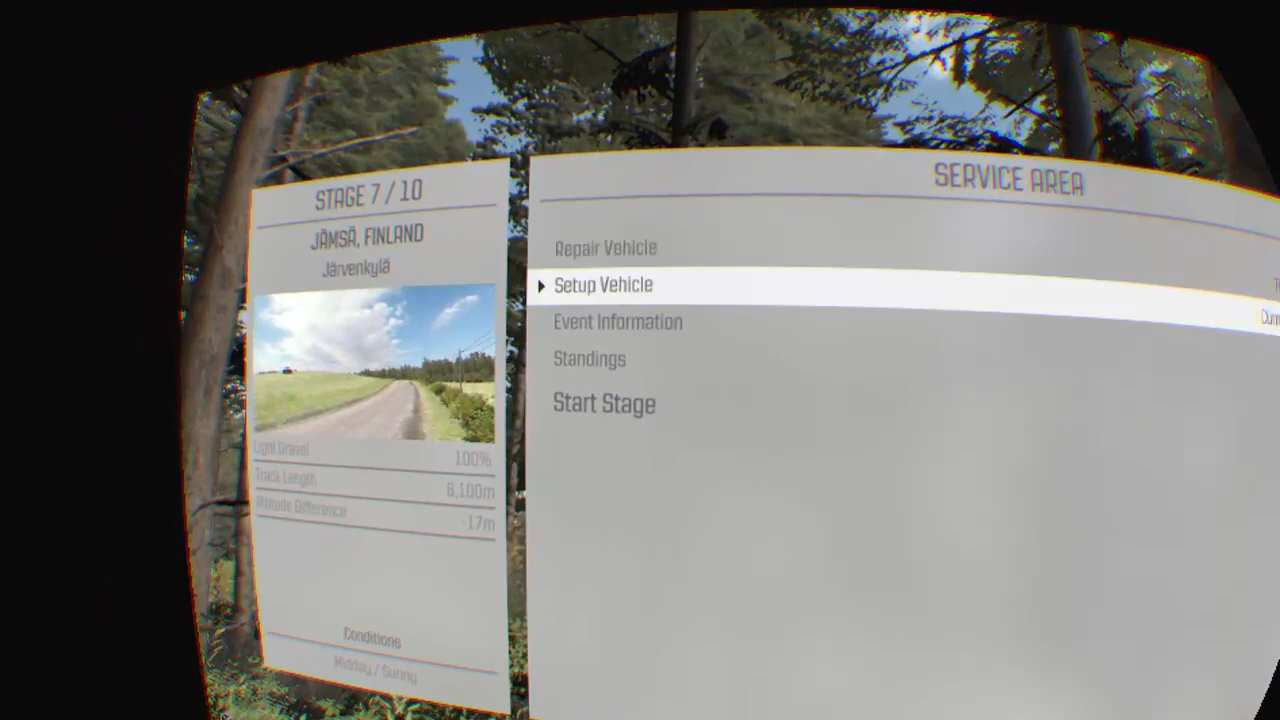 STAGE 7 / 10
JÄMSÄ, FINLAND
Järvenkylä
Light Gravel 100%
Track Length 8,100m
Altitude Difference -17m
Conditions
Midday / Sunny
SERVICE AREA
Repair Vehicle
Setup Vehicle
Event Information
Standings
Start Stage